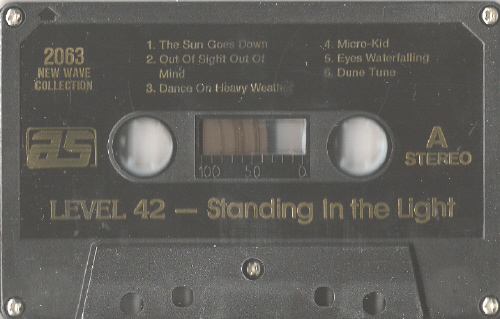 2063
NEW WAVE
COLLECTION
1. The Sun Goes Down
2. Out Of Sight Out Of
Mind
3. Dance On Heavy Weather
4. Micro-Kid
5. Eyes Waterfalling
6. Dune Tune
as
A
STEREO
100 50 0
LEVEL 42 — Standing In the Light